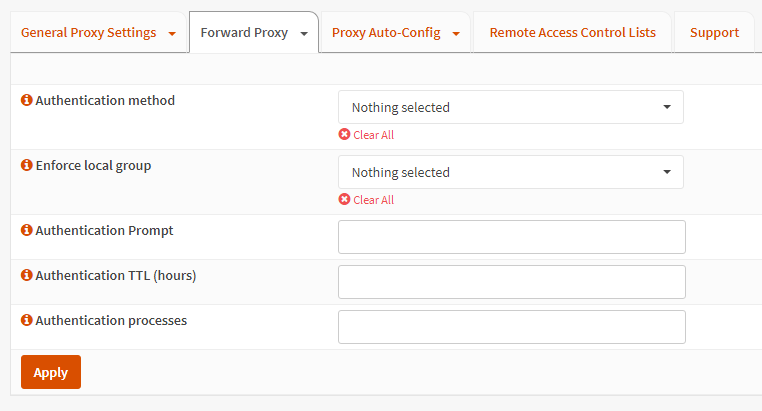 General Proxy Settings
Forward Proxy
Proxy Auto-Config
Remote Access Control Lists
Support
Authentication method
Nothing selected
Clear All
Enforce local group
Nothing selected
Clear All
Authentication Prompt
Authentication TTL (hours)
Authentication processes
Apply